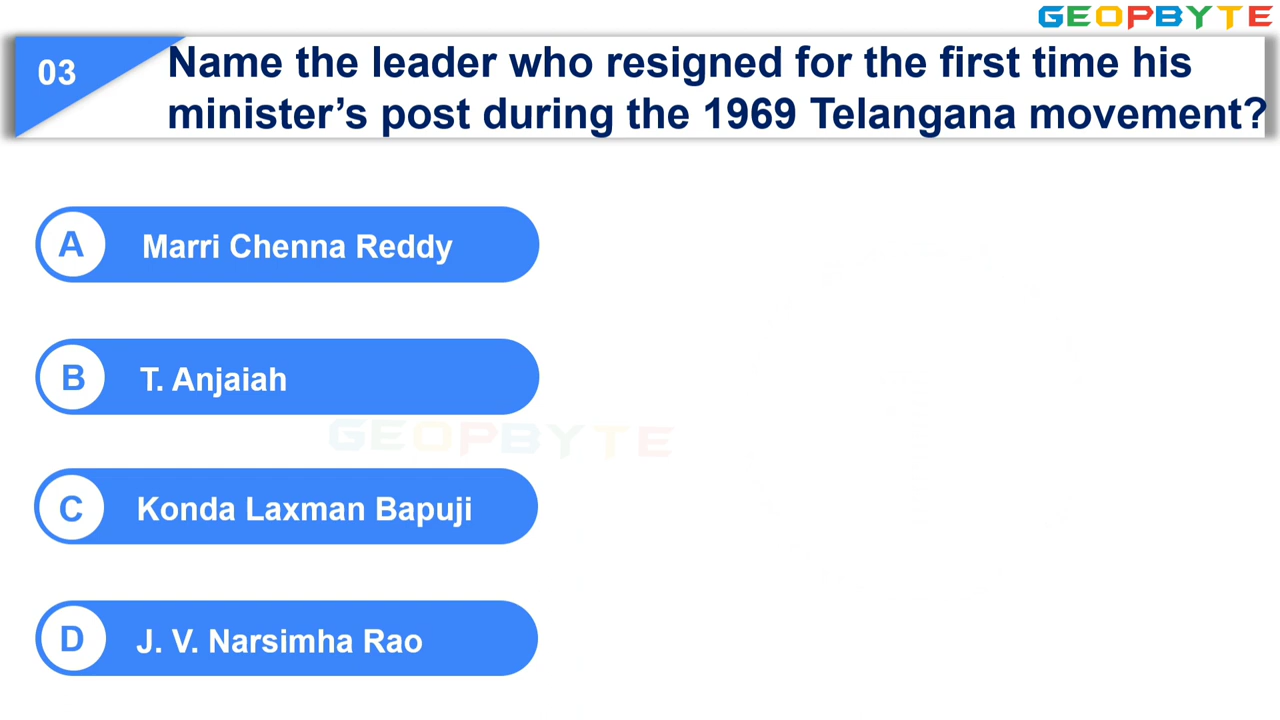 GEOPBYTE
03
Name the leader who resigned for the first time his
minister’s post during the 1969 Telangana movement?
A Marri Chenna Reddy
B T. Anjaiah
GEOPBYTE
C Konda Laxman Bapuji
D J. V. Narsimha Rao